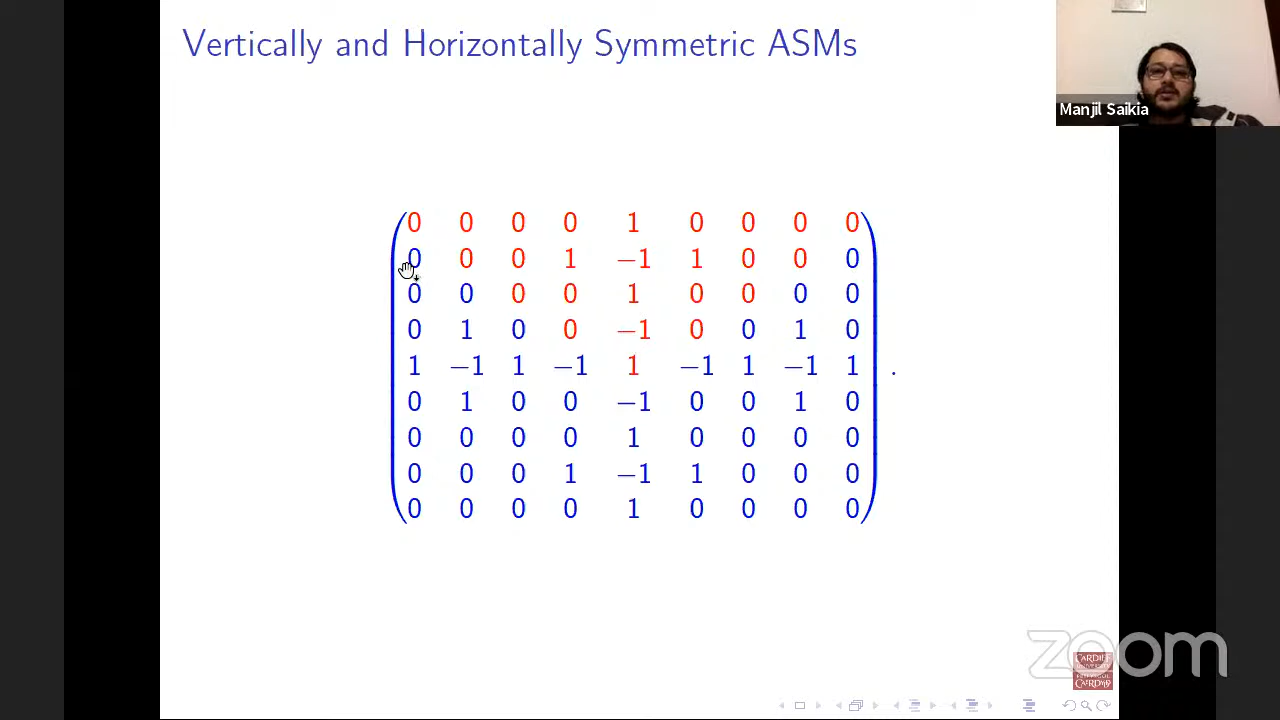 Vertically and Horizontally Symmetric ASMs
Manjil Saikia
0 0 0 0 1 0 0 0 0
0 0 0 1 −1 1 0 0 0
0 0 0 0 1 0 0 0 0
0 1 0 0 −1 0 0 1 0
1 −1 1 −1 1 −1 1 −1 1 .
0 1 0 0 −1 0 0 1 0
0 0 0 0 1 0 0 0 0
0 0 0 1 −1 1 0 0 0
0 0 0 0 1 0 0 0 0
zoom
CARDIFF
UNIVERSITY
PRIFYSGOL
CAERDYDD